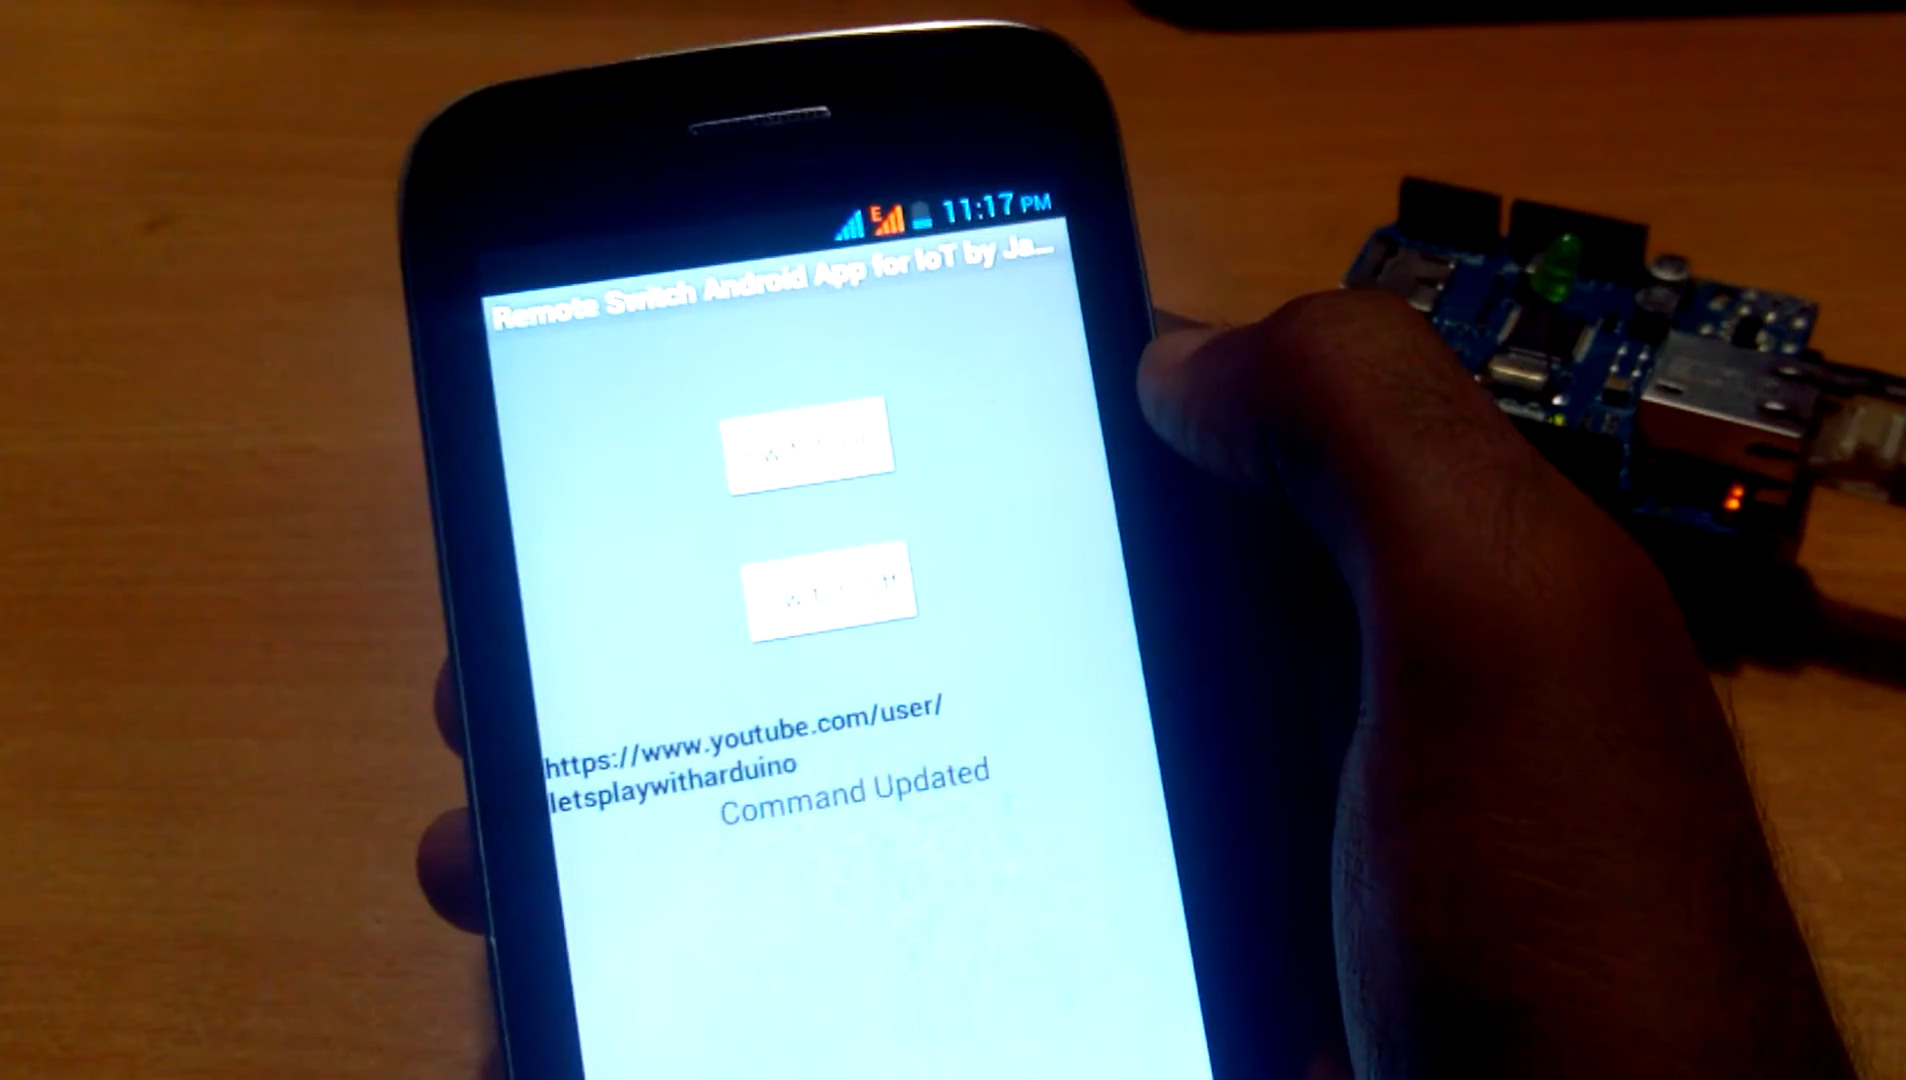 E 11:17 PM
Remote Switch Android App for IoT by Ja...
https://www.youtube.com/user/
letsplaywitharduino
Command Updated